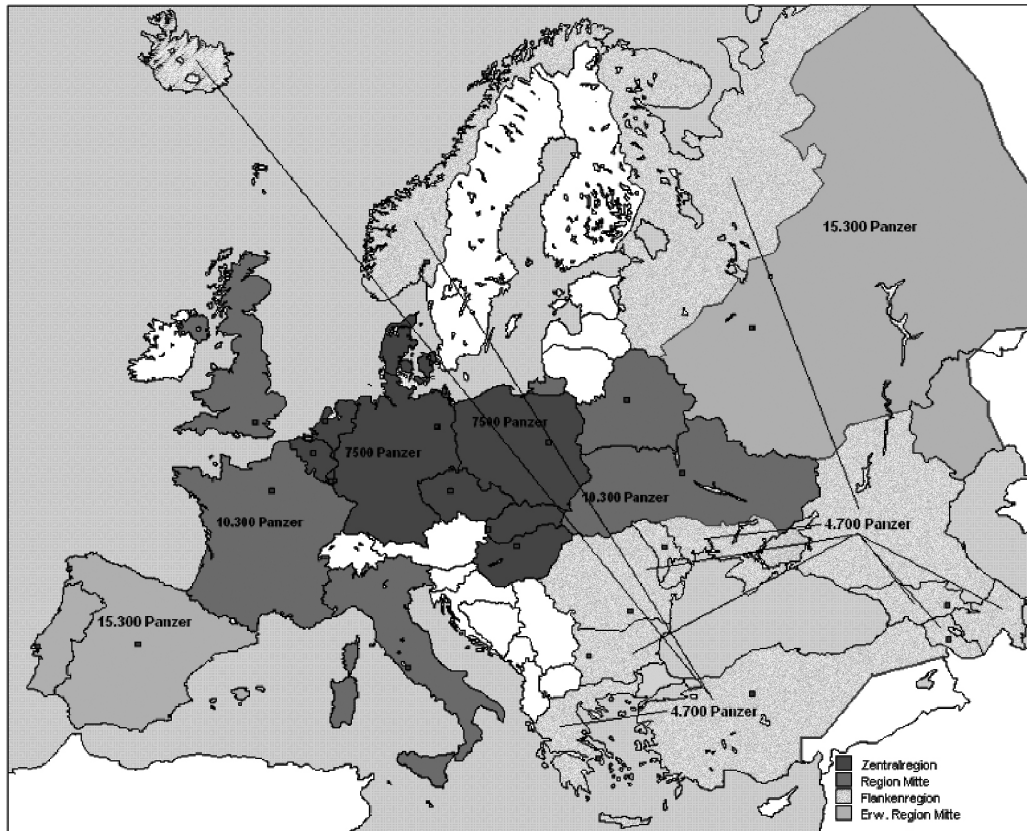 15.300 Panzer
7500 Panzer
7500 Panzer
10.300 Panzer
10.300 Panzer
4.700 Panzer
15.300 Panzer
4.700 Panzer
Zentralregion
Region Mitte
Flankenregion
Erw. Region Mitte